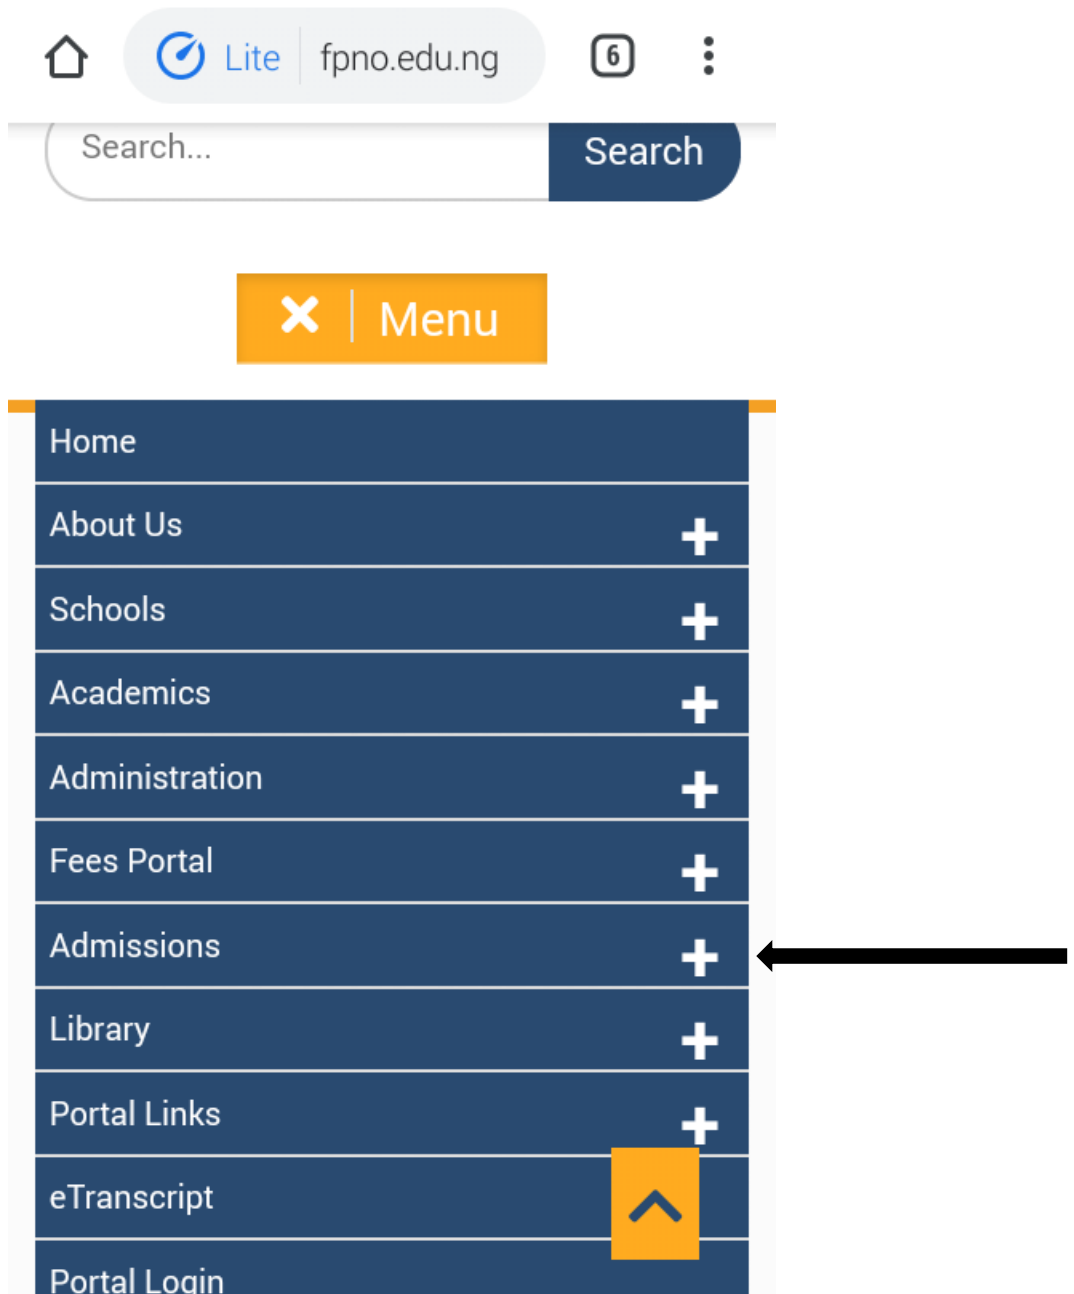 Lite fpno.edu.ng 6
Search... Search
Menu
Home
About Us
Schools
Academics
Administration
Fees Portal
Admissions
Library
Portal Links
eTranscript
Portal Login